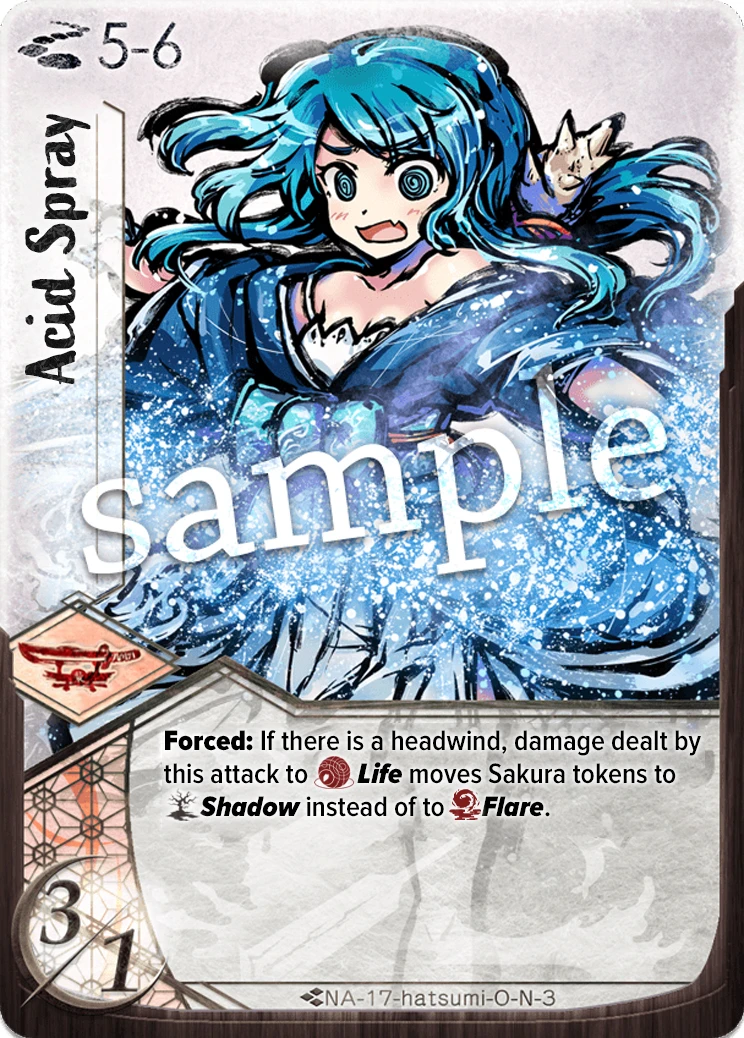 5-6
Acid Spray
sample
Forced: If there is a headwind, damage dealt by
this attack to Life moves Sakura tokens to
Shadow instead of to Flare.
3/1
NA-17-hatsumi-O-N-3